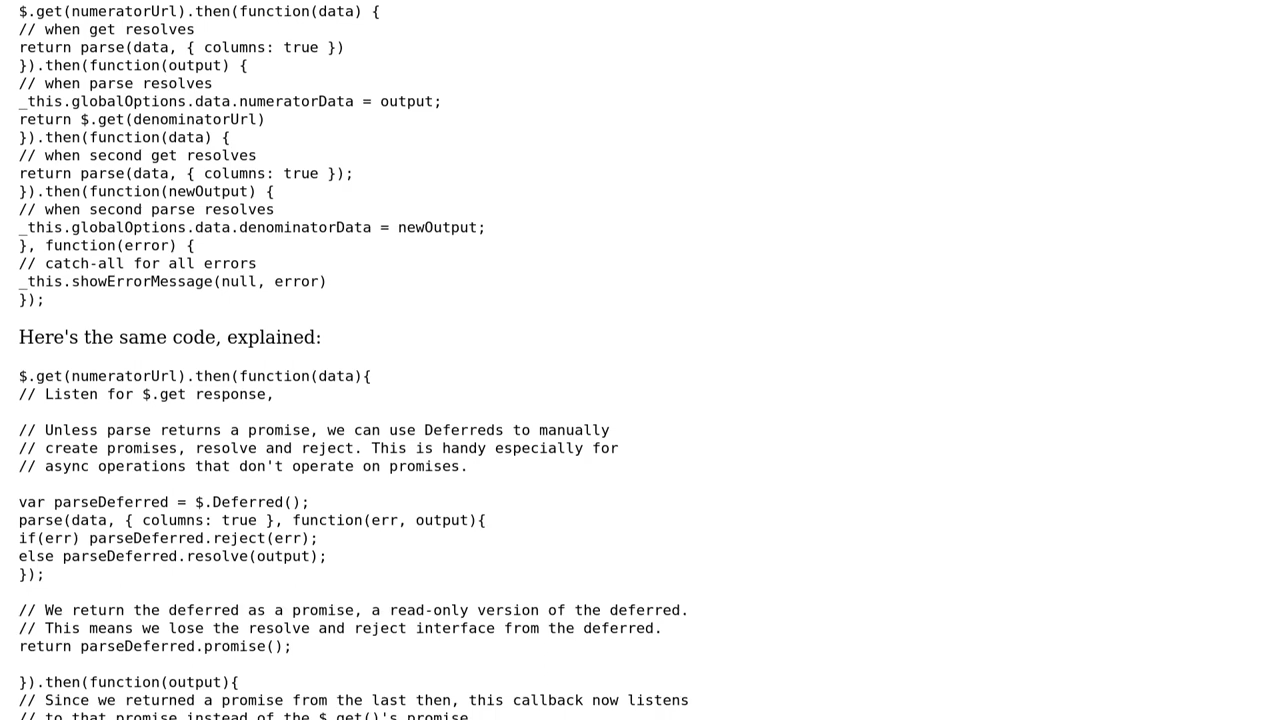 $.get(numeratorUrl).then(function(data) {
// when get resolves
return parse(data, { columns: true })
}).then(function(output) {
// when parse resolves
_this.globalOptions.data.numeratorData = output;
return $.get(denominatorUrl)
}).then(function(data) {
// when second get resolves
return parse(data, { columns: true });
}).then(function(newOutput) {
// when second parse resolves
_this.globalOptions.data.denominatorData = newOutput;
}, function(error) {
// catch-all for all errors
_this.showErrorMessage(null, error)
});
Here's the same code, explained:
$.get(numeratorUrl).then(function(data){
// Listen for $.get response,
// Unless parse returns a promise, we can use Deferreds to manually
// create promises, resolve and reject. This is handy especially for
// async operations that don't operate on promises.
var parseDeferred = $.Deferred();
parse(data, { columns: true }, function(err, output){
if(err) parseDeferred.reject(err);
else parseDeferred.resolve(output);
});
// We return the deferred as a promise, a read-only version of the deferred.
// This means we lose the resolve and reject interface from the deferred.
return parseDeferred.promise();
}).then(function(output){
// Since we returned a promise from the last then, this callback now listens
// to that promise instead of the $.get()'s promise